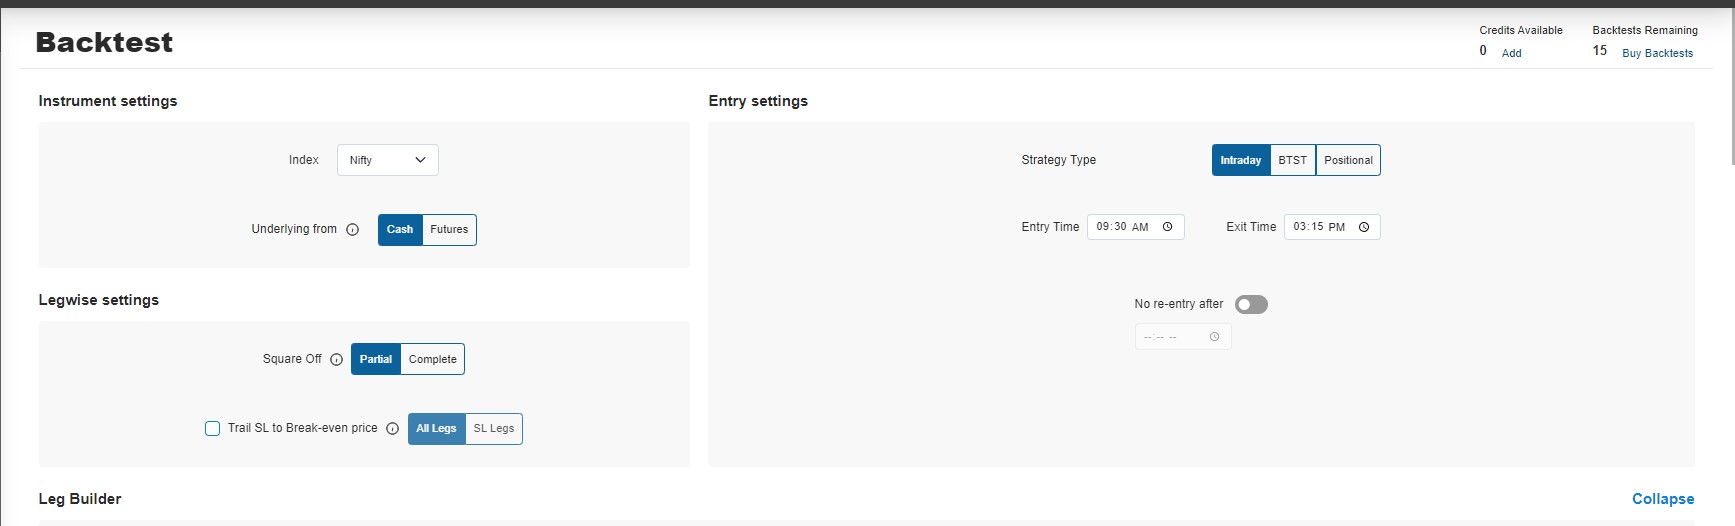 Backtest
Credits Available
0 Add
Backtests Remaining
15 Buy Backtests
Instrument settings
Index Nifty
Underlying from Cash Futures
Legwise settings
Square Off Partial Complete
Trail SL to Break-even price All Legs SL Legs
Entry settings
Strategy Type Intraday BTST Positional
Entry Time 09:30 AM Exit Time 03:15 PM
No re-entry after
--:-- --
Leg Builder Collapse